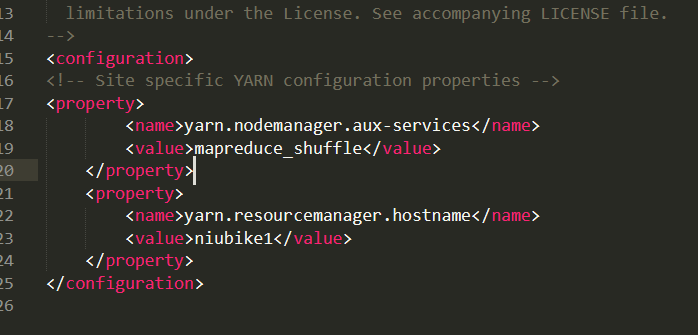 13 limitations under the License. See accompanying LICENSE file.
14 -->
15 <configuration>
16 <!-- Site specific YARN configuration properties -->
17 <property>
18 <name>yarn.nodemanager.aux-services</name>
19 <value>mapreduce_shuffle</value>
20 </property>
21 <property>
22 <name>yarn.resourcemanager.hostname</name>
23 <value>niubike1</value>
24 </property>
25 </configuration>
26